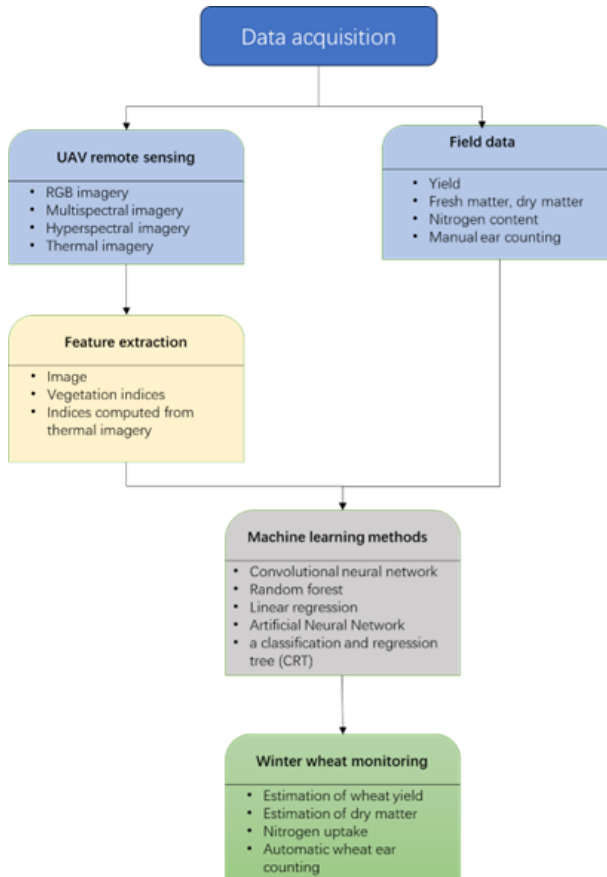 Data acquisition
UAV remote sensing
• RGB imagery
• Multispectral imagery
• Hyperspectral imagery
• Thermal imagery
Field data
• Yield
• Fresh matter, dry matter
• Nitrogen content
• Manual ear counting
Feature extraction
• Image
• Vegetation indices
• Indices computed from
thermal imagery
Machine learning methods
• Convolutional neural network
• Random forest
• Linear regression
• Artificial Neural Network
• a classification and regression
tree (CRT)
Winter wheat monitoring
• Estimation of wheat yield
• Estimation of dry matter
• Nitrogen uptake
• Automatic wheat ear
counting